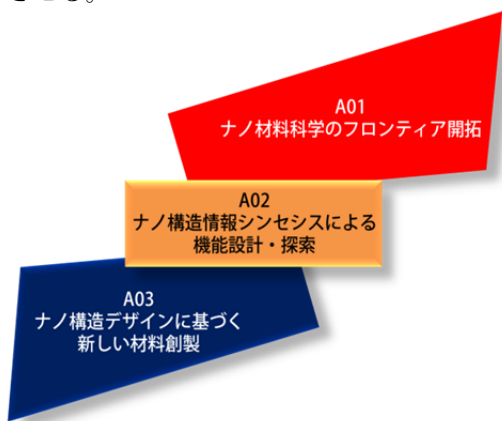 A01
ナノ材料科学のフロンティア開拓
A02
ナノ構造情報シンセシスによる
機能設計・探索
A03
ナノ構造デザインに基づく
新しい材料創製